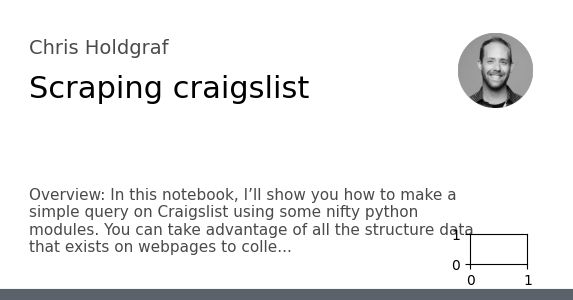 Chris Holdgraf
Scraping craigslist
Overview: In this notebook, I’ll show you how to make a
simple query on Craigslist using some nifty python
modules. You can take advantage of all the structure data
that exists on webpages to colle...
1
0
0 1